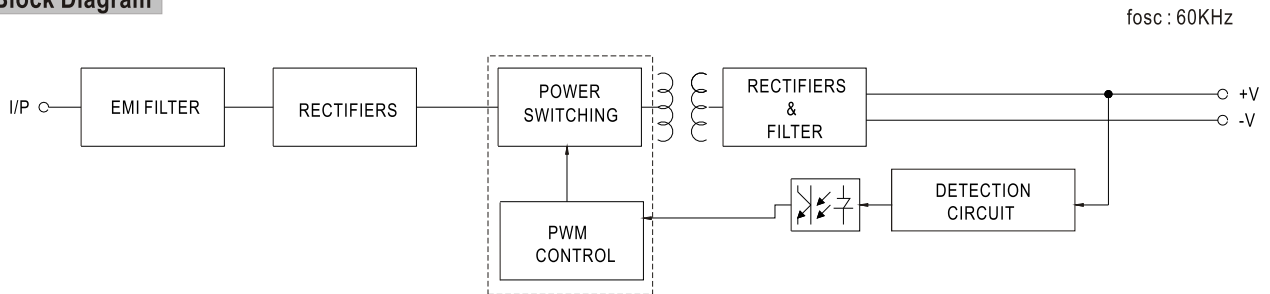 Block Diagram
fosc : 60KHz
I/P
EMI FILTER
RECTIFIERS
POWER
SWITCHING
RECTIFIERS
&
FILTER
+V
-V
DETECTION
CIRCUIT
PWM
CONTROL